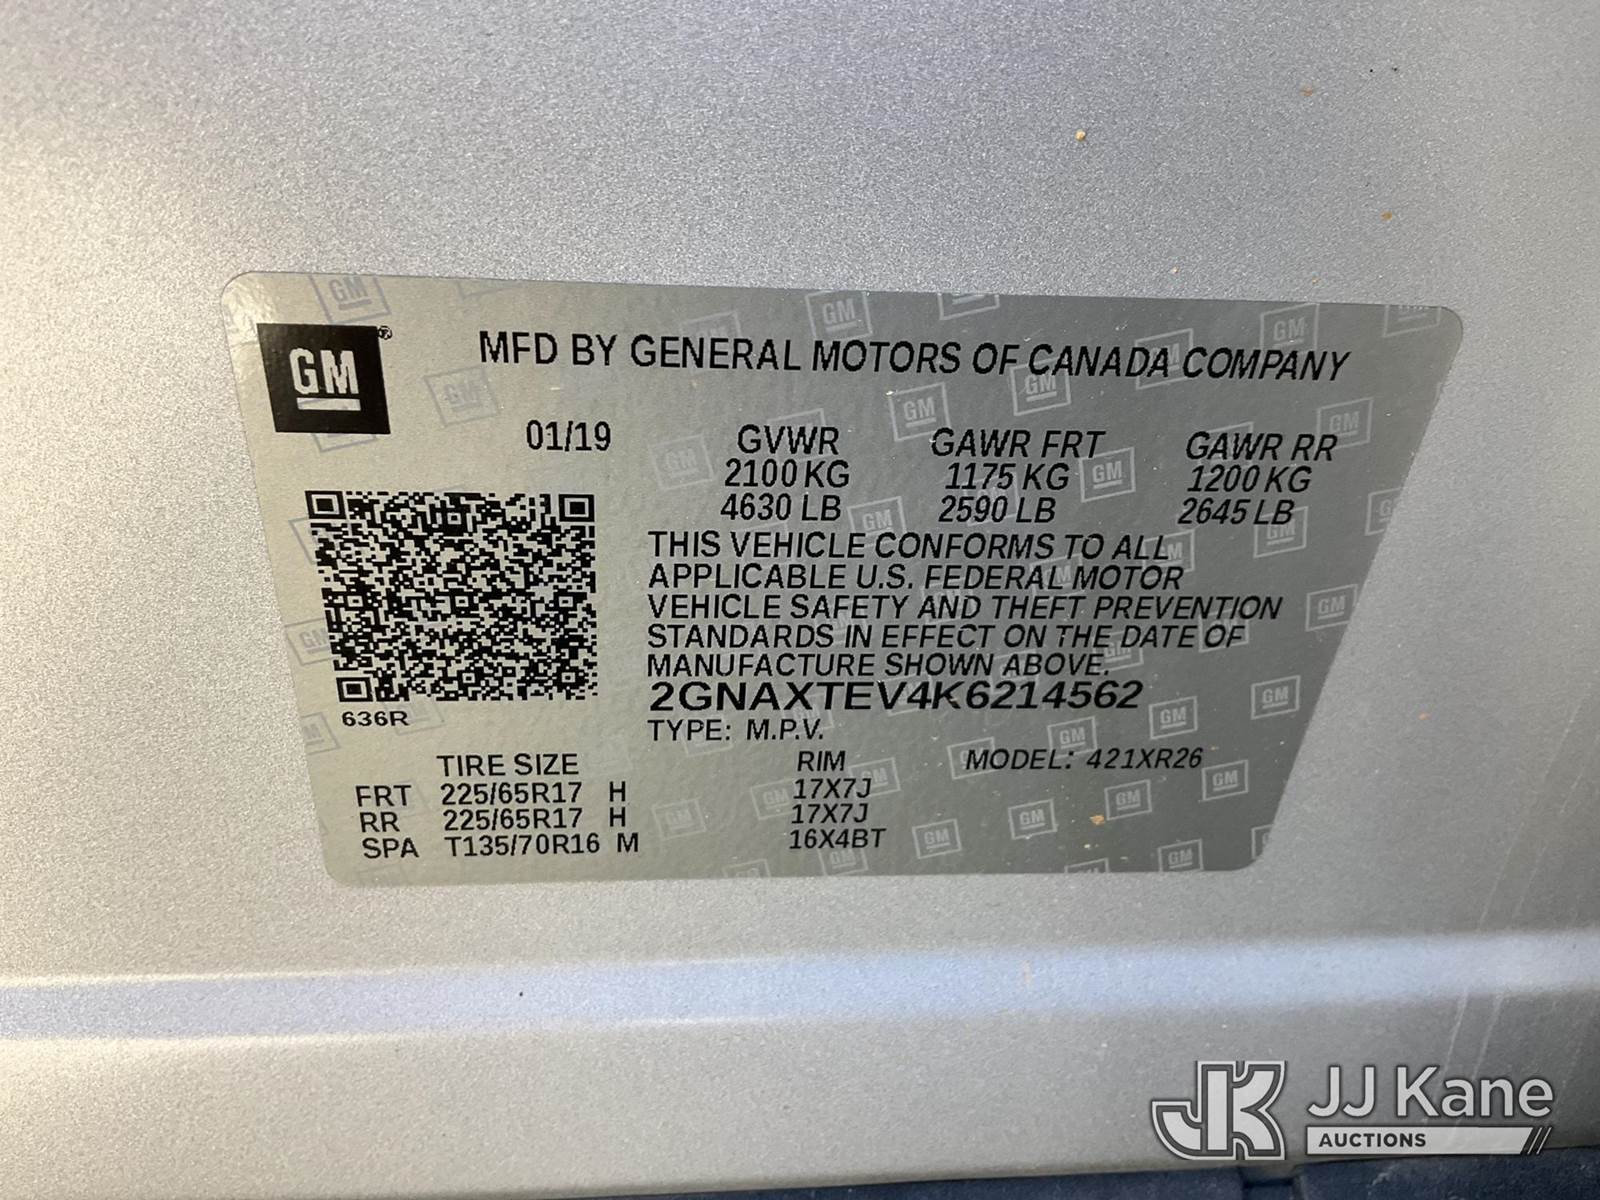 GM®
MFD BY GENERAL MOTORS OF CANADA COMPANY
01/19 GVWR GAWR FRT GAWR RR
2100 KG 1175 KG 1200 KG
4630 LB 2590 LB 2645 LB
THIS VEHICLE CONFORMS TO ALL
APPLICABLE U.S. FEDERAL MOTOR
VEHICLE SAFETY AND THEFT PREVENTION
STANDARDS IN EFFECT ON THE DATE OF
MANUFACTURE SHOWN ABOVE.
2GNAXTEV4K6214562
636R
TYPE: M.P.V.
TIRE SIZE RIM MODEL: 421XR26
FRT 225/65R17 H 17X7J
RR 225/65R17 H 17X7J
SPA T135/70R16 M 16X4BT
JK JJ Kane
AUCTIONS